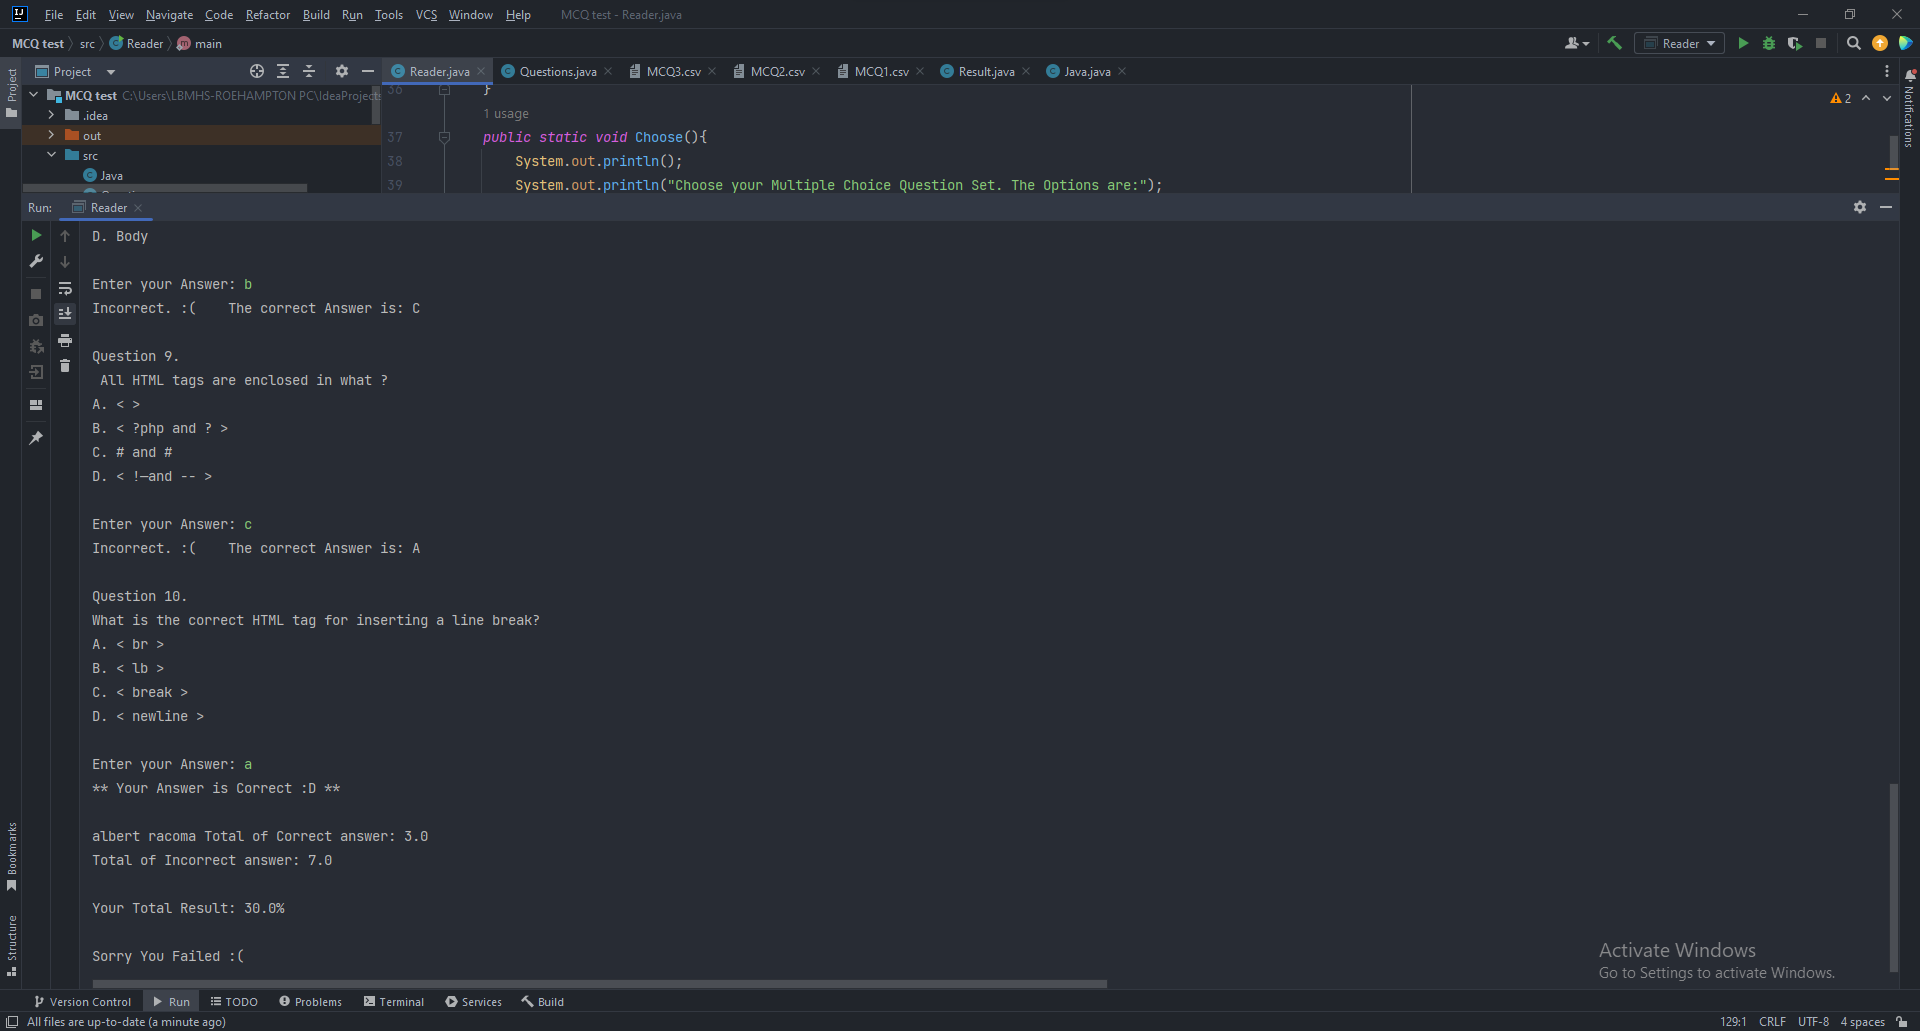 File Edit View Navigate Code Refactor Build Run Tools VCS Window Help MCQ test - Reader.java
MCQ test src Reader main Reader
Project Reader.java Questions.java MCQ3.csv MCQ2.csv MCQ1.csv Result.java Java.java
Project
Notifications
MCQ test C:\Users\LBMHS-ROEHAMPTON PC\IdeaProject
.idea
out
src
Java
36 }
1 usage
37 public static void Choose(){
38 System.out.println();
39 System.out.println("Choose your Multiple Choice Question Set. The Options are:");
2
Run: Reader
D. Body
Enter your Answer: b
Incorrect. :( The correct Answer is: C
Question 9.
All HTML tags are enclosed in what ?
A. < >
B. < ?php and ? >
C. # and #
D. < !—and -- >
Enter your Answer: c
Incorrect. :( The correct Answer is: A
Question 10.
What is the correct HTML tag for inserting a line break?
A. < br >
B. < lb >
C. < break >
D. < newline >
Enter your Answer: a
** Your Answer is Correct :D **
albert racoma Total of Correct answer: 3.0
Total of Incorrect answer: 7.0
Your Total Result: 30.0%
Sorry You Failed :(
Bookmarks
Structure
Activate Windows
Go to Settings to activate Windows.
Version Control Run TODO Problems Terminal Services Build
All files are up-to-date (a minute ago) 129:1 CRLF UTF-8 4 spaces